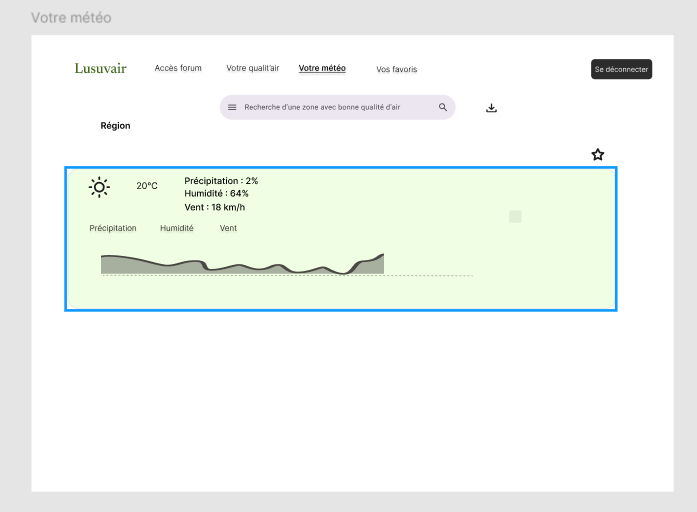 Votre météo
Lusuvair
Accès forum
Votre qualit'air
Votre météo
Vos favoris
Se déconnecter
Recherche d'une zone avec bonne qualité d'air
Région
20°C
Précipitation : 2%
Humidité : 64%
Vent : 18 km/h
Précipitation
Humidité
Vent